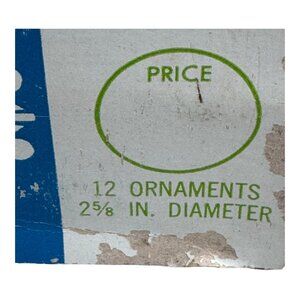 PRICE
12 ORNAMENTS
2⅝ IN. DIAMETER